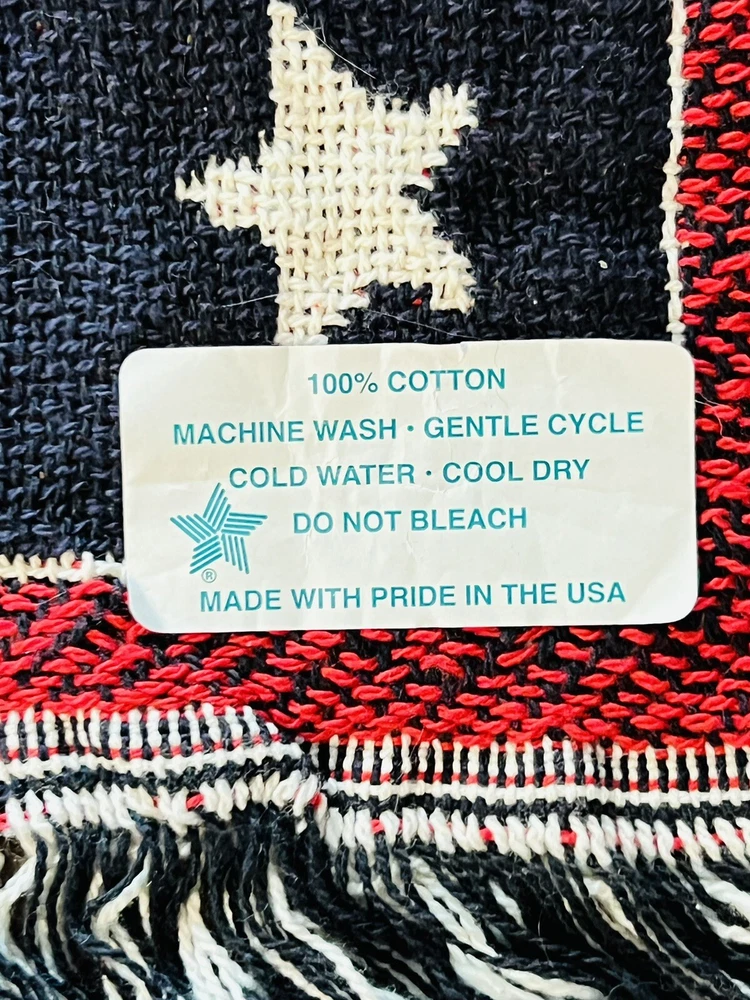 100% COTTON
MACHINE WASH • GENTLE CYCLE
COLD WATER • COOL DRY
DO NOT BLEACH
®
MADE WITH PRIDE IN THE USA